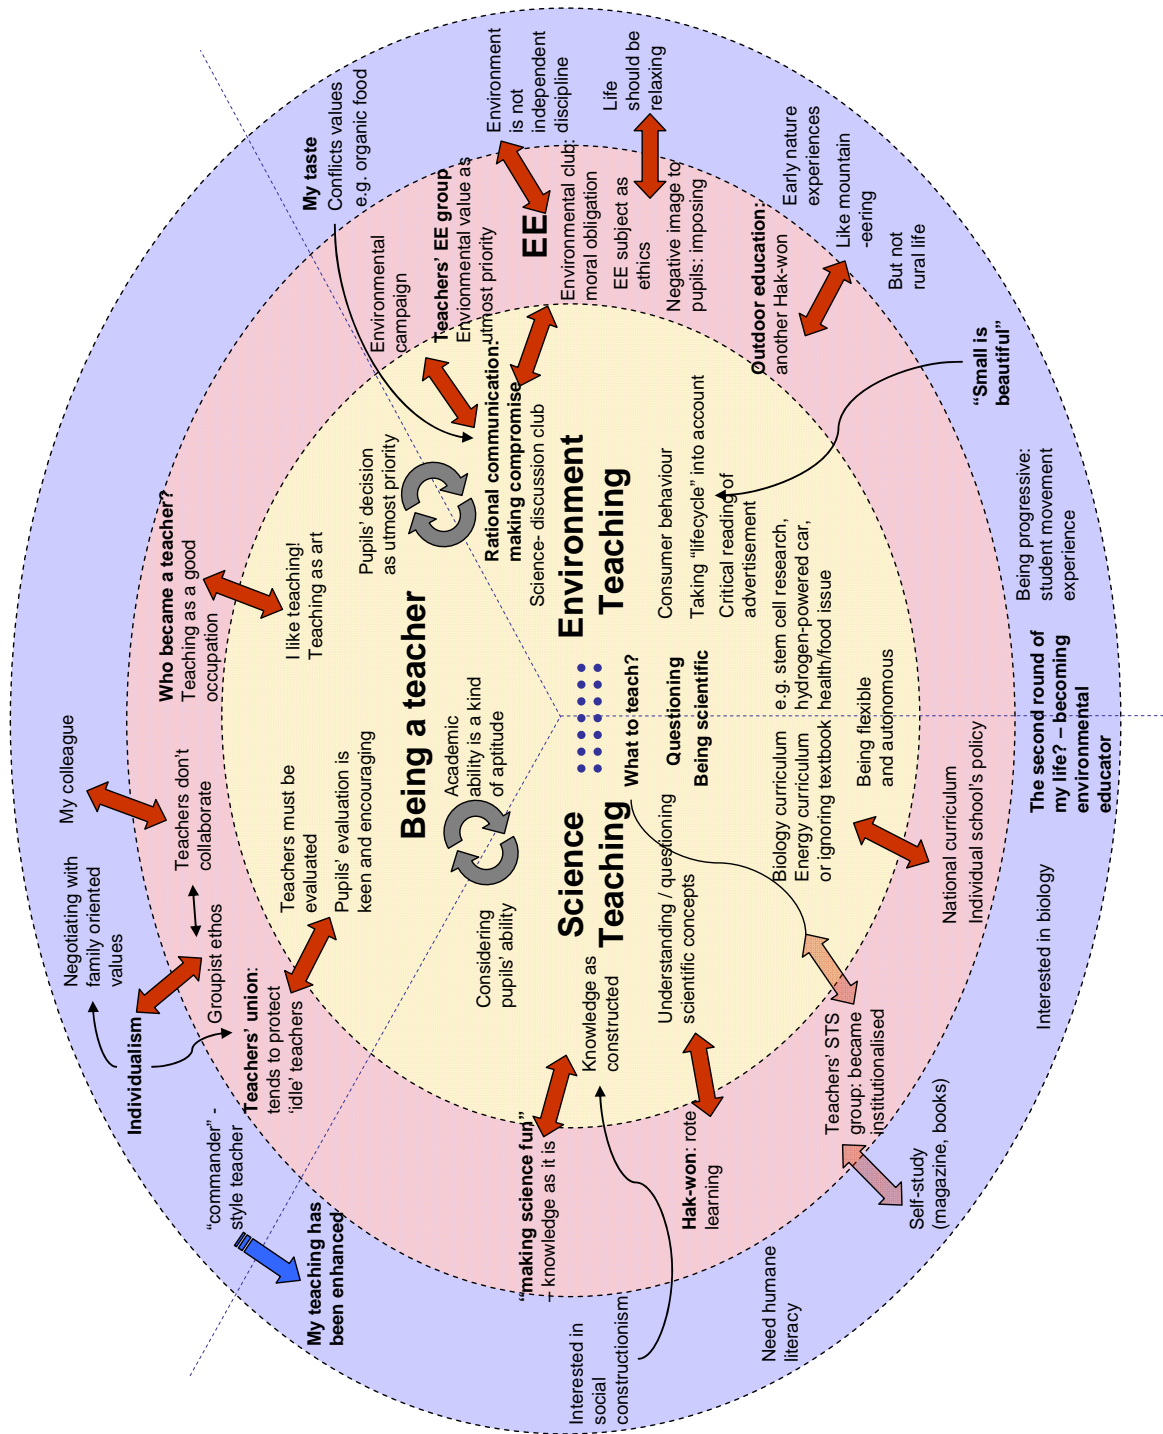 My colleague
Negotiating with
family oriented
values
Individualism
"commander" -
style teacher
My teaching has
been enhanced
Who became a teacher?
Teaching as a good
occupation
Teachers don't
collaborate
Groupist ethos
Teachers' union:
tends to protect
'idle' teachers
I like teaching!
Teaching as art
Teachers must be
evaluated
Pupils' evaluation is
keen and encouraging
Pupils' decision
as utmost priority
Being a teacher
Academic
ability is a kind
of aptitude
Considering
pupils' ability
My taste
Conflicts values
e.g. organic food
Environmental
campaign
Teachers' EE group
Envionmental value as
utmost priority
Environment
is not
independent
discipline
EE
Environmental club:
moral obligation
EE subject as
ethics
Negative image to
pupils: imposing
Life
should be
relaxing
Early nature
experiences
Like mountain
-eering
But not
rural life
Outdoor education:
another Hak-won
"Small is
beautiful"
Rational communication:
making compromise
Science- discussion club
Environment
Teaching
Consumer behaviour
Taking "lifecycle" into account
Critical reading of
advertisement
e.g. stem cell research,
hydrogen-powered car,
health/food issue
What to teach?
Questioning
Being scientific
Science
Teaching
Knowledge as
constructed
Understanding / questioning
scientific concepts
Biology curriculum
Energy curriculum
or ignoring textbook
Being flexible
and autonomous
National curriculum
Individual school's policy
"making science fun"
– knowledge as it is
Hak-won: rote
learning
Teachers' STS
group: became
institutionalised
Self-study
(magazine, books)
Interested in
social
constructionism
Need humane
literacy
Interested in biology
The second round of
my life? – becoming
environmental
educator
Being progressive:
student movement
experience